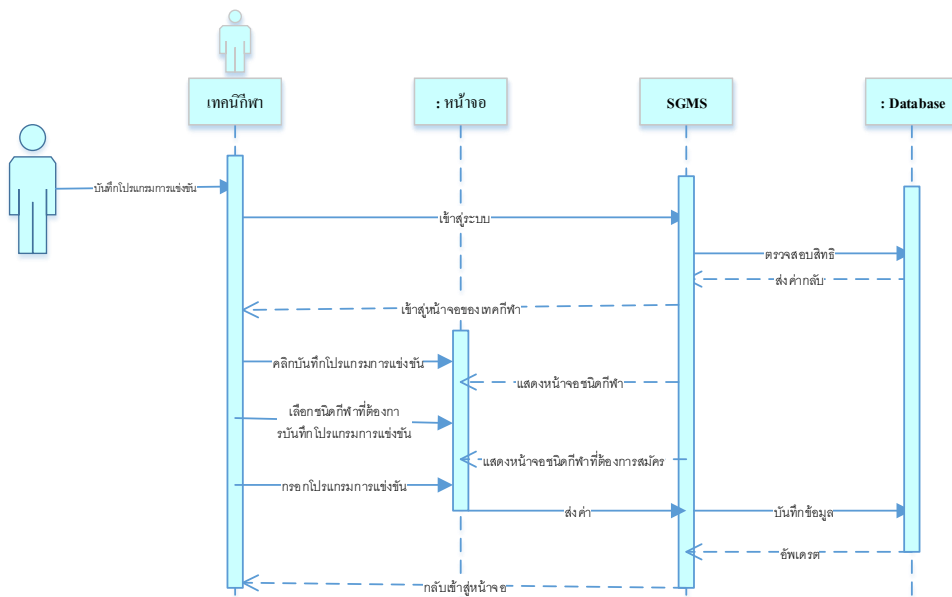 เทคนิกีฬา
: หน้าจอ
SGMS
: Database
บันทึกโปรแกรมการแข่งขัน
เข้าสู่ระบบ
ตรวจสอบสิทธิ
ส่งค่ากลับ
เข้าสู่หน้าจอของเทคกีฬา
คลิกบันทึกโปรแกรมการแข่งขัน
แสดงหน้าจอชนิดกีฬา
เลือกชนิดกีฬาที่ต้องกา
รบันทึกโปรแกรมการแข่งขัน
แสดงหน้าจอชนิดกีฬาที่ต้องการสมัคร
กรอกโปรแกรมการแข่งขัน
ส่งค่า
บันทึกข้อมูล
อัพเดรต
กลับเข้าสู่หน้าจอ